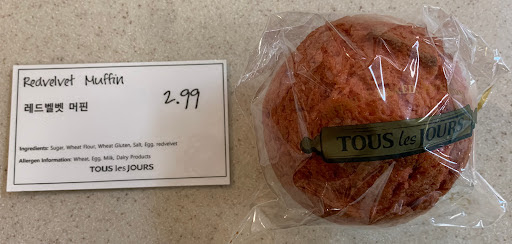 Redvelvet Muffin
레드벨벳 머핀
2.99
Ingredients: Sugar, Wheat Flour, Wheat Gluten, Salt, Egg, redvelvet
Allergen Information: Wheat, Egg, Milk, Dairy Products
TOUS les JOURS
TOUS les JOURS